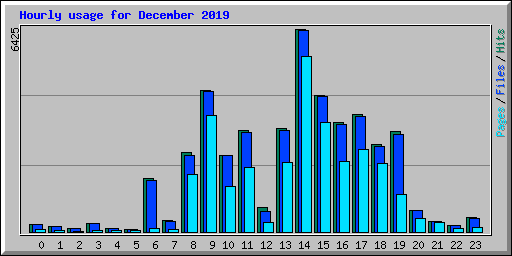 Hourly usage for December 2019
6425
Pages / Files / Hits
0 1 2 3 4 5 6 7 8 9 10 11 12 13 14 15 16 17 18 19 20 21 22 23